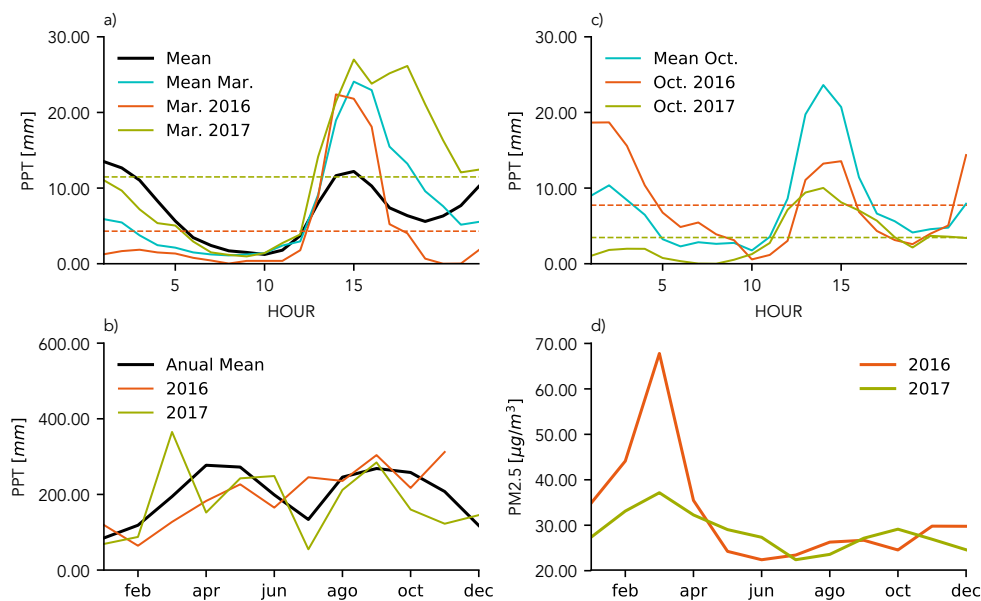 a)
30.00
20.00
10.00
0.00
PPT [mm]
Mean
Mean Mar.
Mar. 2016
Mar. 2017
5 10 15
HOUR
c)
30.00
20.00
10.00
0.00
PPT [mm]
Mean Oct.
Oct. 2016
Oct. 2017
5 10 15
HOUR
b)
600.00
400.00
200.00
0.00
PPT [mm]
Anual Mean
2016
2017
feb apr jun ago oct dec
d)
70.00
60.00
50.00
40.00
30.00
20.00
PM2.5 [μg/m³]
2016
2017
feb apr jun ago oct dec